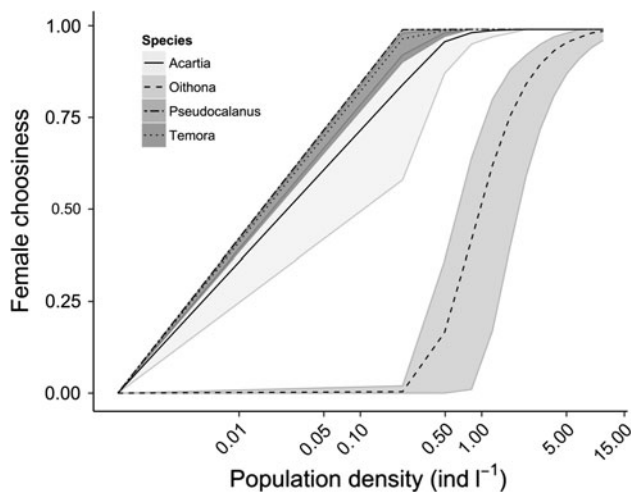 1.00
0.75
0.50
0.25
0.00
Female choosiness
Species
Acartia
Oithona
Pseudocalanus
Temora
0.01
0.05
0.10
0.50
1.00
5.00
15.00
Population density (ind l⁻¹)